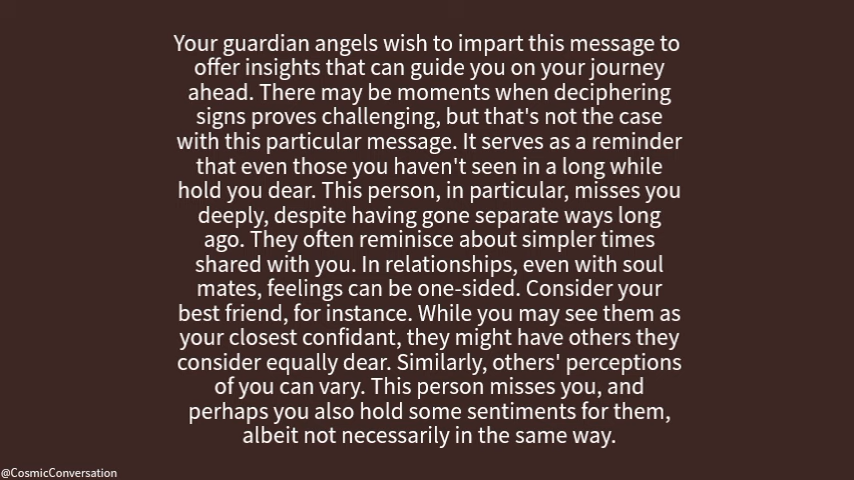 Your guardian angels wish to impart this message to
offer insights that can guide you on your journey
ahead. There may be moments when deciphering
signs proves challenging, but that's not the case
with this particular message. It serves as a reminder
that even those you haven't seen in a long while
hold you dear. This person, in particular, misses you
deeply, despite having gone separate ways long
ago. They often reminisce about simpler times
shared with you. In relationships, even with soul
mates, feelings can be one-sided. Consider your
best friend, for instance. While you may see them as
your closest confidant, they might have others they
consider equally dear. Similarly, others' perceptions
of you can vary. This person misses you, and
perhaps you also hold some sentiments for them,
albeit not necessarily in the same way.
@CosmicConversation